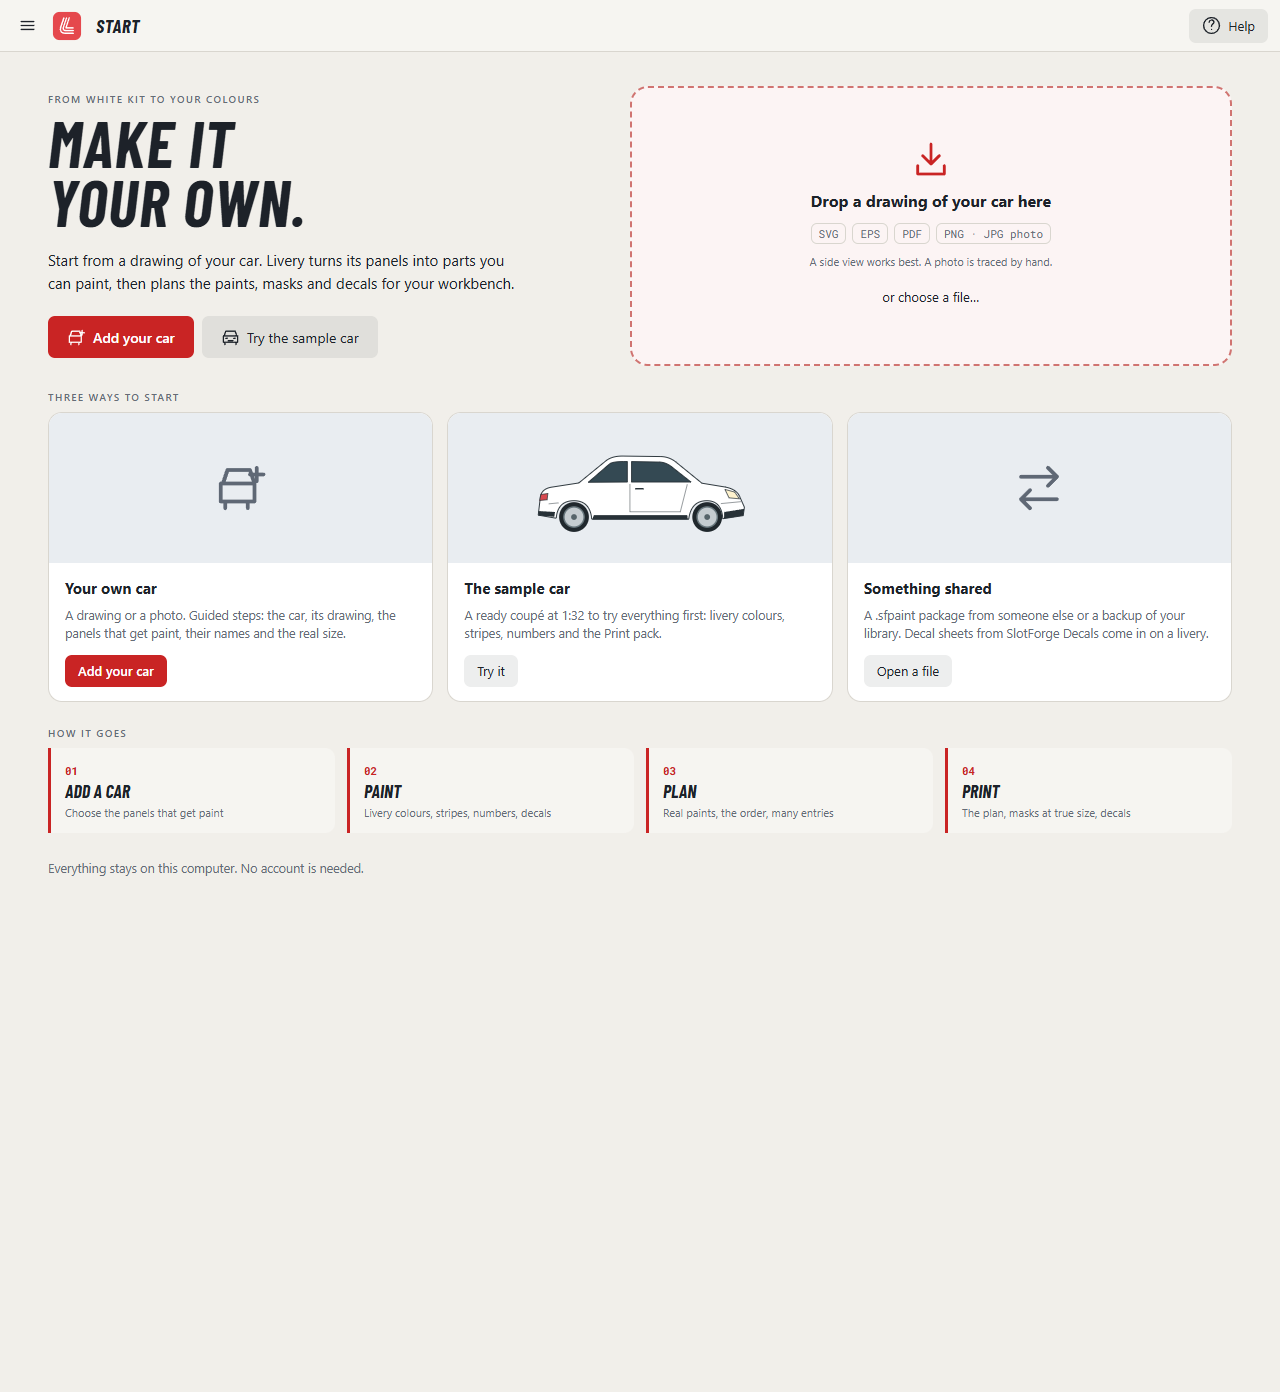 START
Help
FROM WHITE KIT TO YOUR COLOURS
MAKE IT
YOUR OWN.
Start from a drawing of your car. Livery turns its panels into parts you
can paint, then plans the paints, masks and decals for your workbench.
Add your car
Try the sample car
Drop a drawing of your car here
SVG EPS PDF PNG · JPG photo
A side view works best. A photo is traced by hand.
or choose a file...
THREE WAYS TO START
Your own car
A drawing or a photo. Guided steps: the car, its drawing, the
panels that get paint, their names and the real size.
Add your car
The sample car
A ready coupé at 1:32 to try everything first: livery colours,
stripes, numbers and the Print pack.
Try it
Something shared
A .sfpaint package from someone else or a backup of your
library. Decal sheets from SlotForge Decals come in on a livery.
Open a file
HOW IT GOES
01
ADD A CAR
Choose the panels that get paint
02
PAINT
Livery colours, stripes, numbers, decals
03
PLAN
Real paints, the order, many entries
04
PRINT
The plan, masks at true size, decals
Everything stays on this computer. No account is needed.